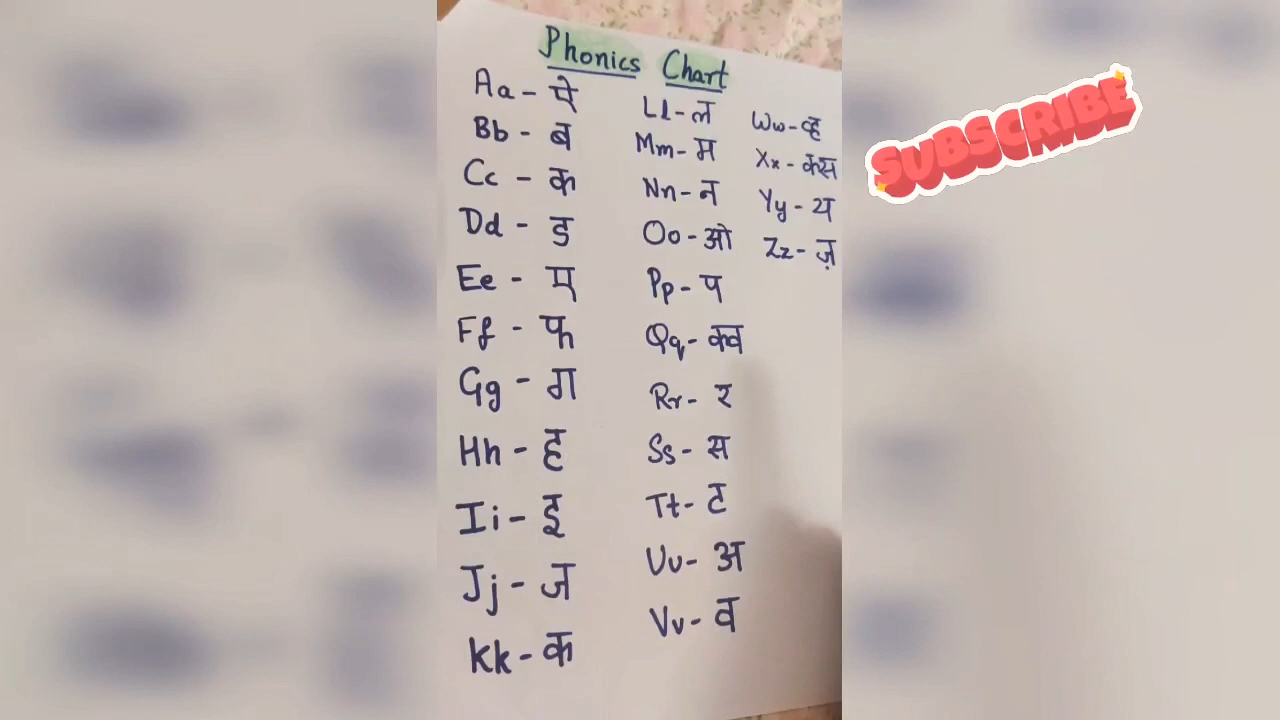 Phonics Chart
Aa - ऐ
Bb - ब
Cc - क
Dd - ड
Ee - ए
Ff - फ
Gg - ग
Hh - ह
Ii - इ
Jj - ज
Kk - क
Ll - ल
Mm - म
Nn - न
Oo - ओ
Pp - प
Qq - क्व
Rr - र
Ss - स
Tt - ट
Uu - अ
Vv - व
Ww - व्ह
Xx - क्स
Yy - य
Zz - ज़
SUBSCRIBE